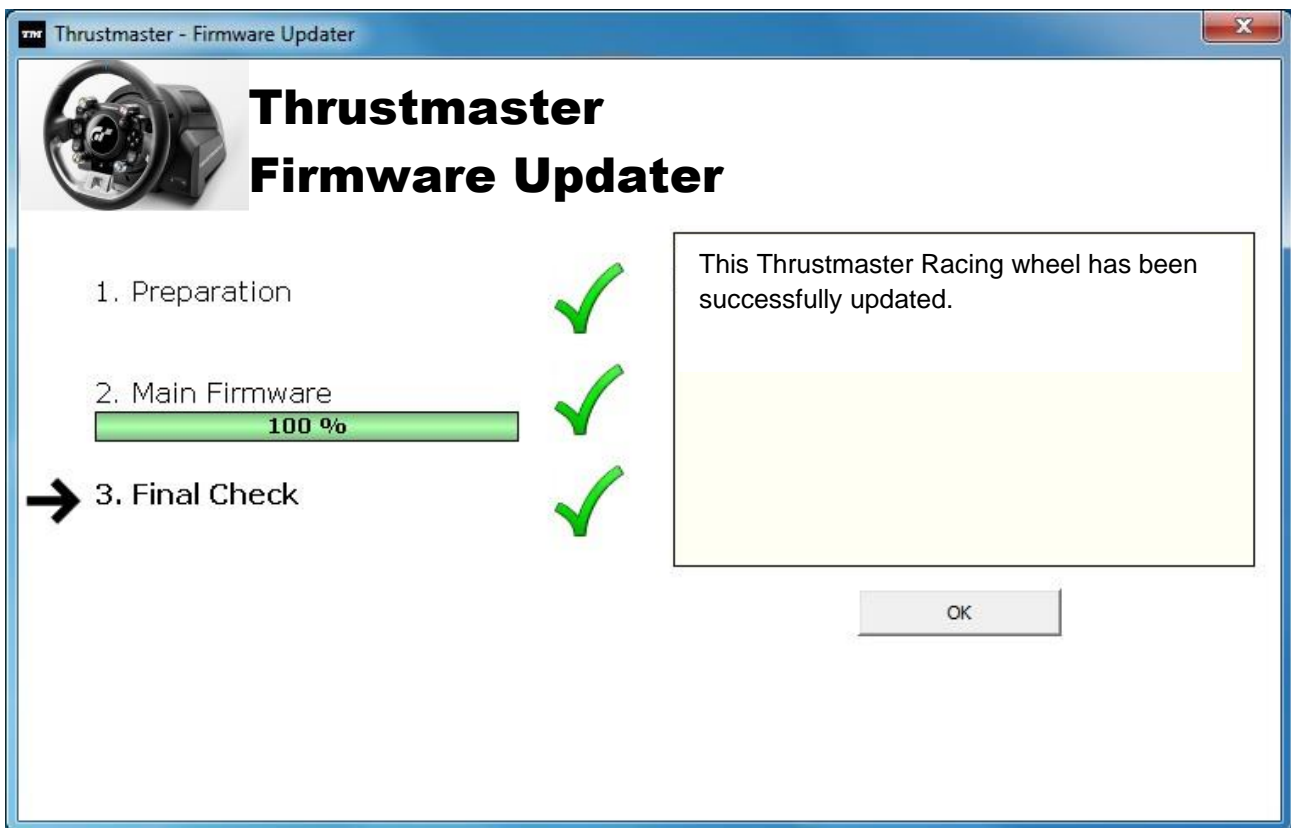 TM Thrustmaster - Firmware Updater
Thrustmaster
Firmware Updater
1. Preparation
2. Main Firmware
100 %
3. Final Check
This Thrustmaster Racing wheel has been
successfully updated.
OK